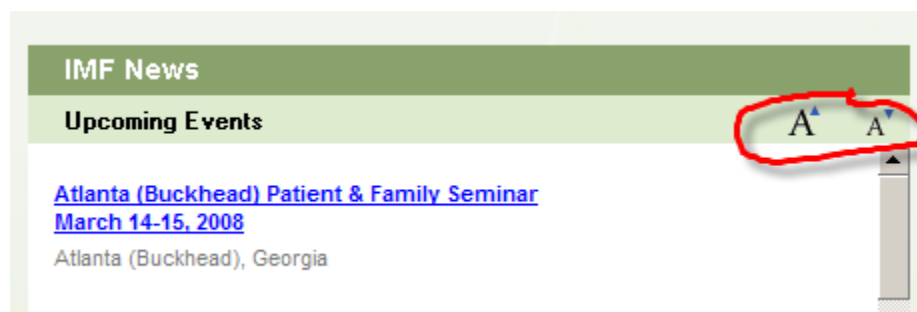 IMF News
Upcoming Events A A
Atlanta (Buckhead) Patient & Family Seminar
March 14-15, 2008
Atlanta (Buckhead), Georgia